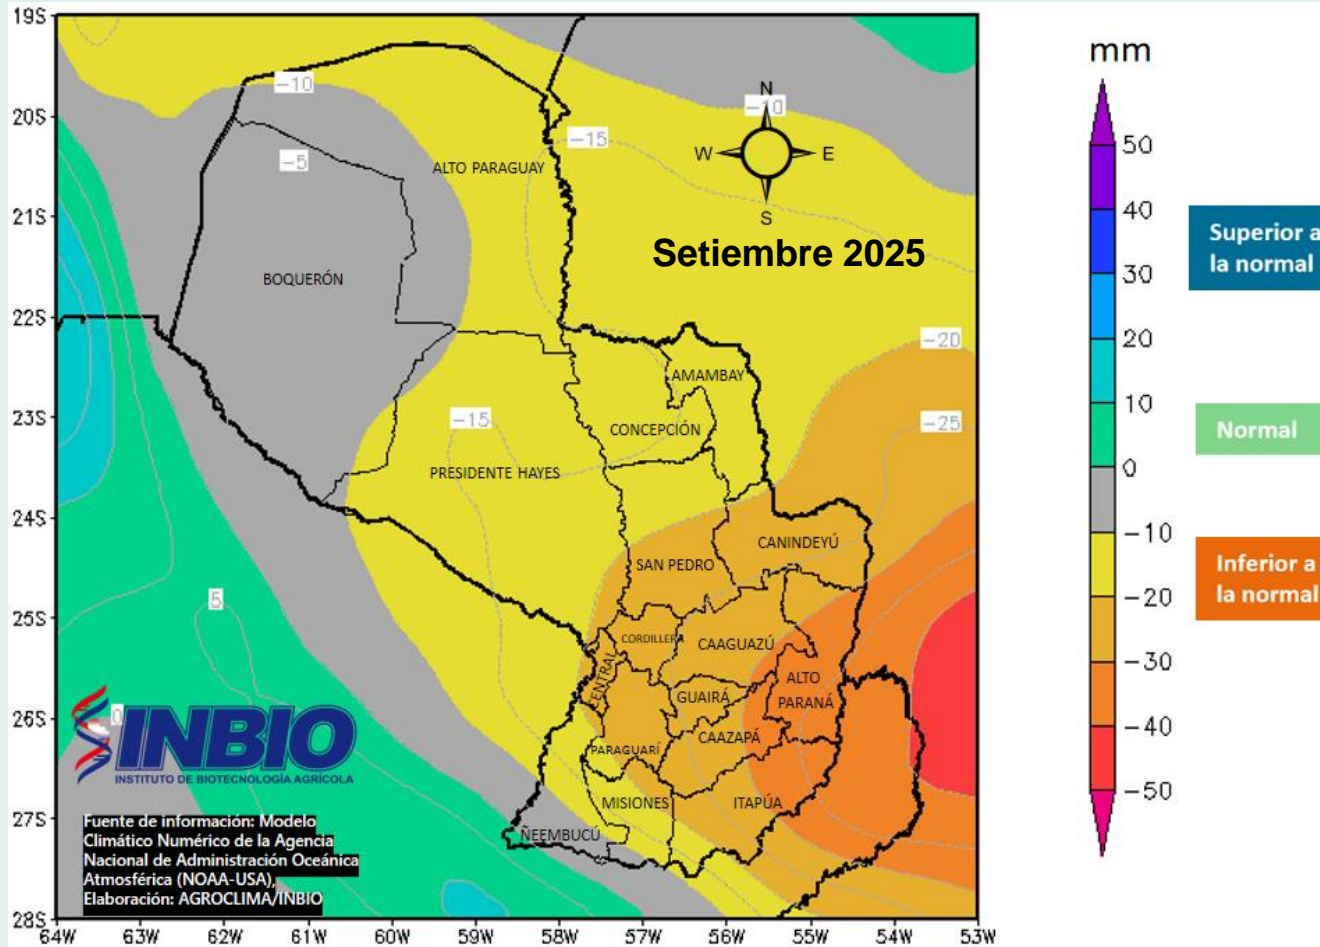 19S
20S
21S
22S
23S
24S
25S
26S
27S
28S
64W
63W
62W
61W
60W
59W
58W
57W
56W
55W
54W
53W
−10
−5
−15
−10
−15
−20
−25
5
0
N
W
E
S
Setiembre 2025
ALTO PARAGUAY
BOQUERÓN
AMAMBAY
CONCEPCIÓN
PRESIDENTE HAYES
CANINDEYÚ
SAN PEDRO
CORDILLERA
CAAGUAZÚ
CENTRAL
ALTO
PARANÁ
GUAIRÁ
CAAZAPÁ
PARAGUARÍ
MISIONES
ITAPÚA
ÑEEMBUCÚ
INBIO
INSTITUTO DE BIOTECNOLOGÍA AGRÍCOLA
Fuente de información: Modelo
Climático Numérico de la Agencia
Nacional de Administración Oceánica
Atmosférica (NOAA-USA),
Elaboración: AGROCLIMA/INBIO
mm
50
40
30
20
10
0
−10
−20
−30
−40
−50
Superior a
la normal
Normal
Inferior a
la normal